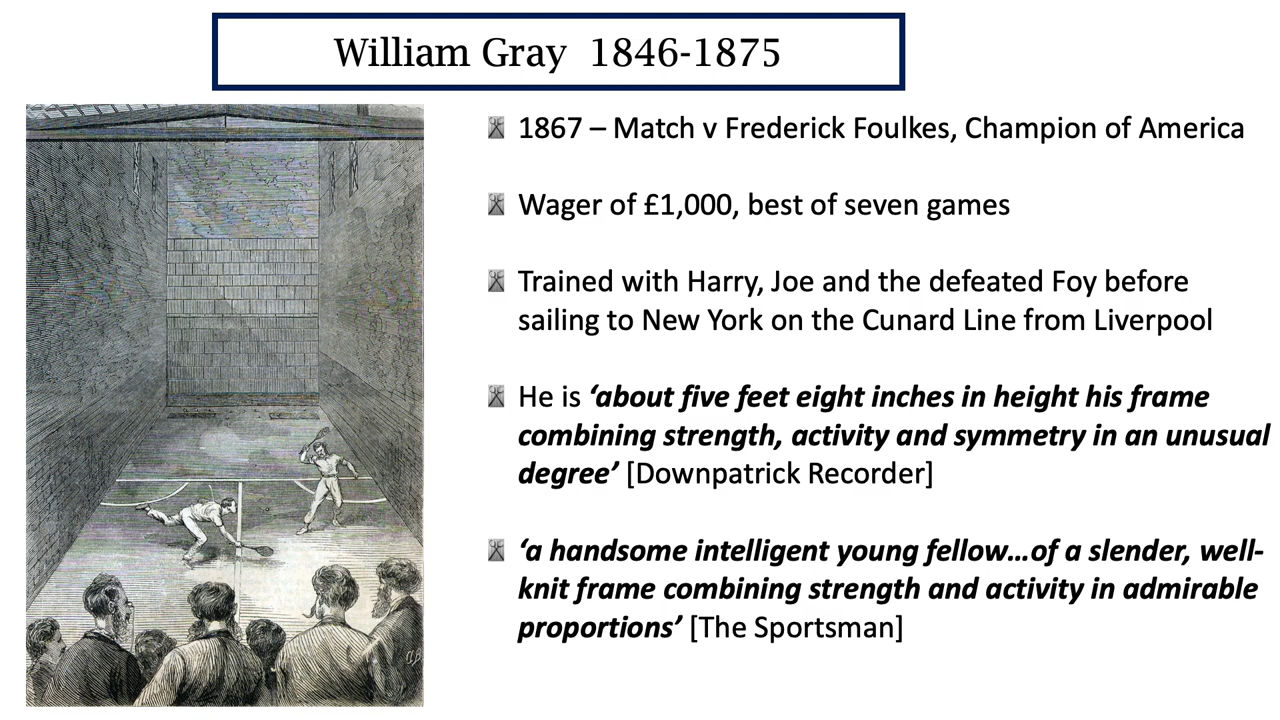 William Gray 1846-1875
1867 – Match v Frederick Foulkes, Champion of America
Wager of £1,000, best of seven games
Trained with Harry, Joe and the defeated Foy before
sailing to New York on the Cunard Line from Liverpool
He is ‘about five feet eight inches in height his frame
combining strength, activity and symmetry in an unusual
degree’ [Downpatrick Recorder]
‘a handsome intelligent young fellow…of a slender, well-
knit frame combining strength and activity in admirable
proportions’ [The Sportsman]